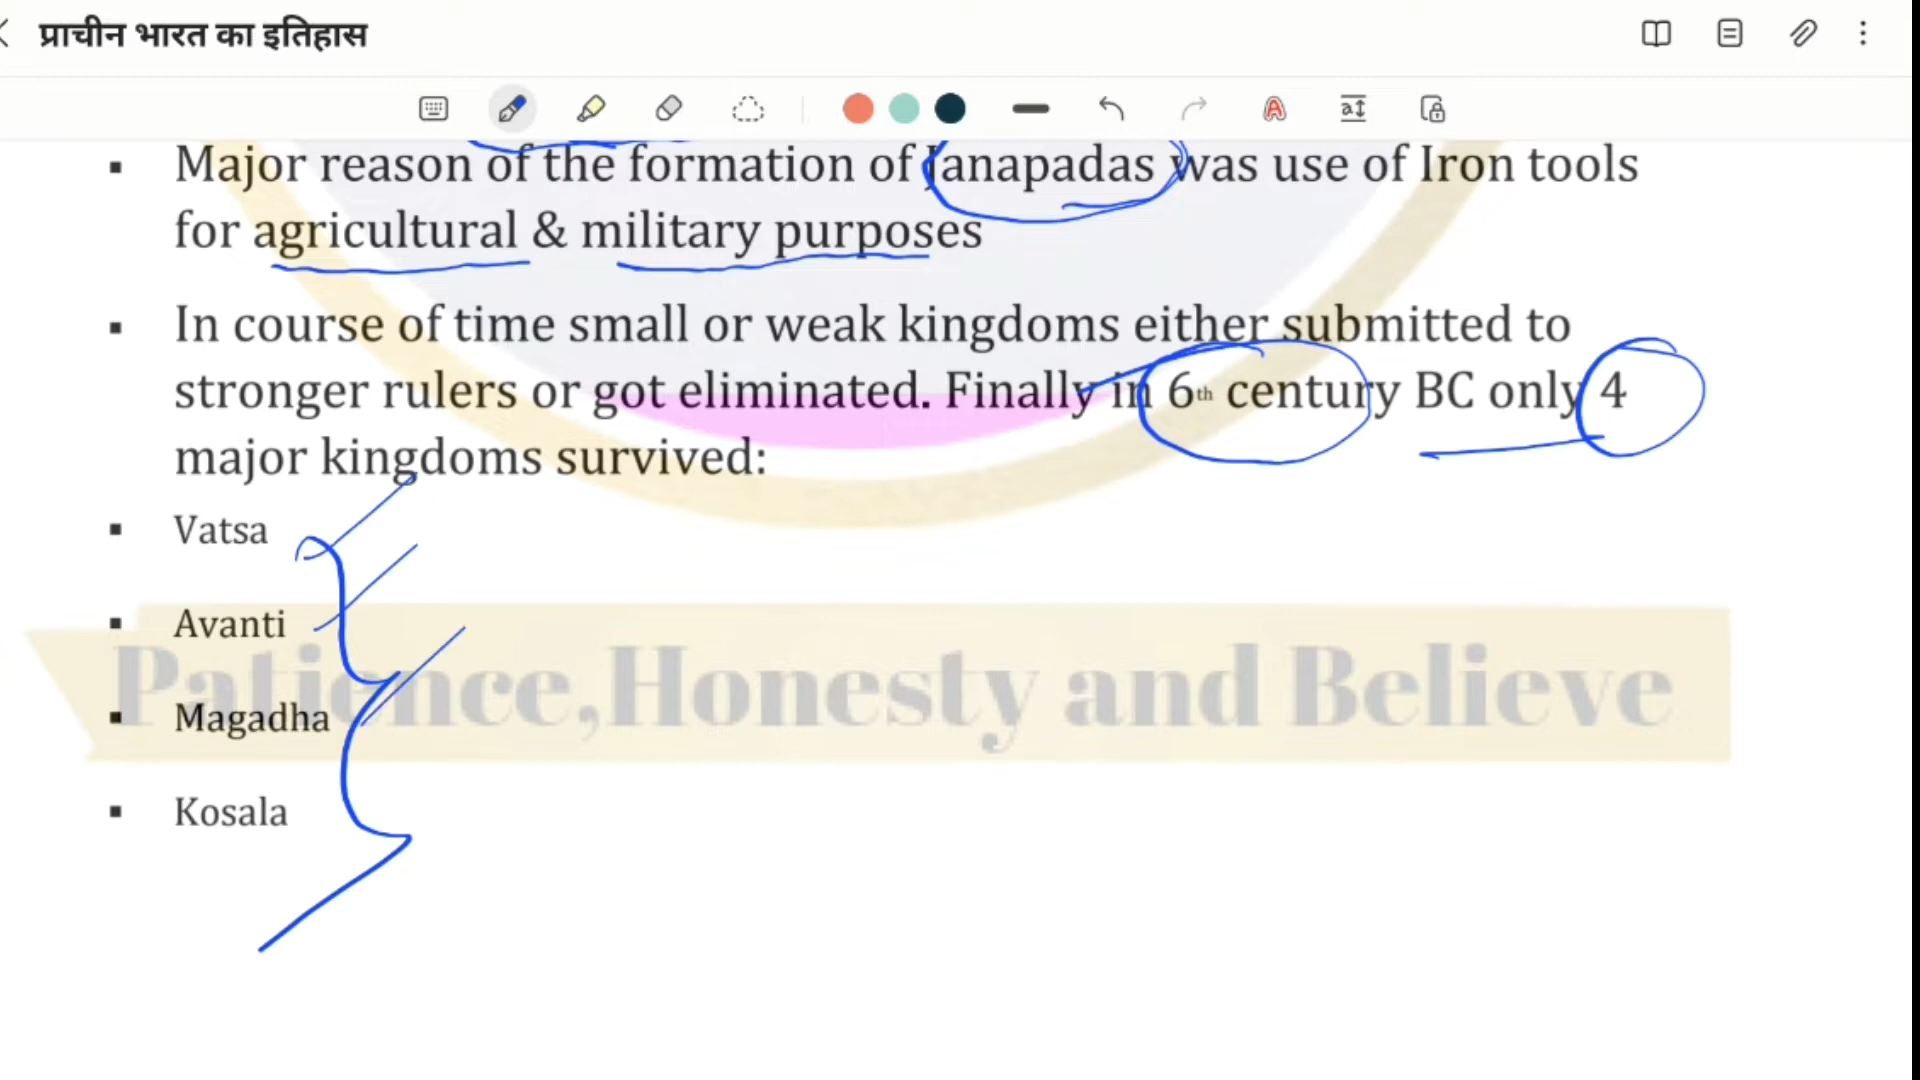 प्राचीन भारत का इतिहास
▪ Major reason of the formation of Janapadas was use of Iron tools
for agricultural & military purposes
▪ In course of time small or weak kingdoms either submitted to
stronger rulers or got eliminated. Finally in 6th century BC only 4
major kingdoms survived:
▪ Vatsa
▪ Avanti
Patience,Honesty and Believe
▪ Magadha
▪ Kosala